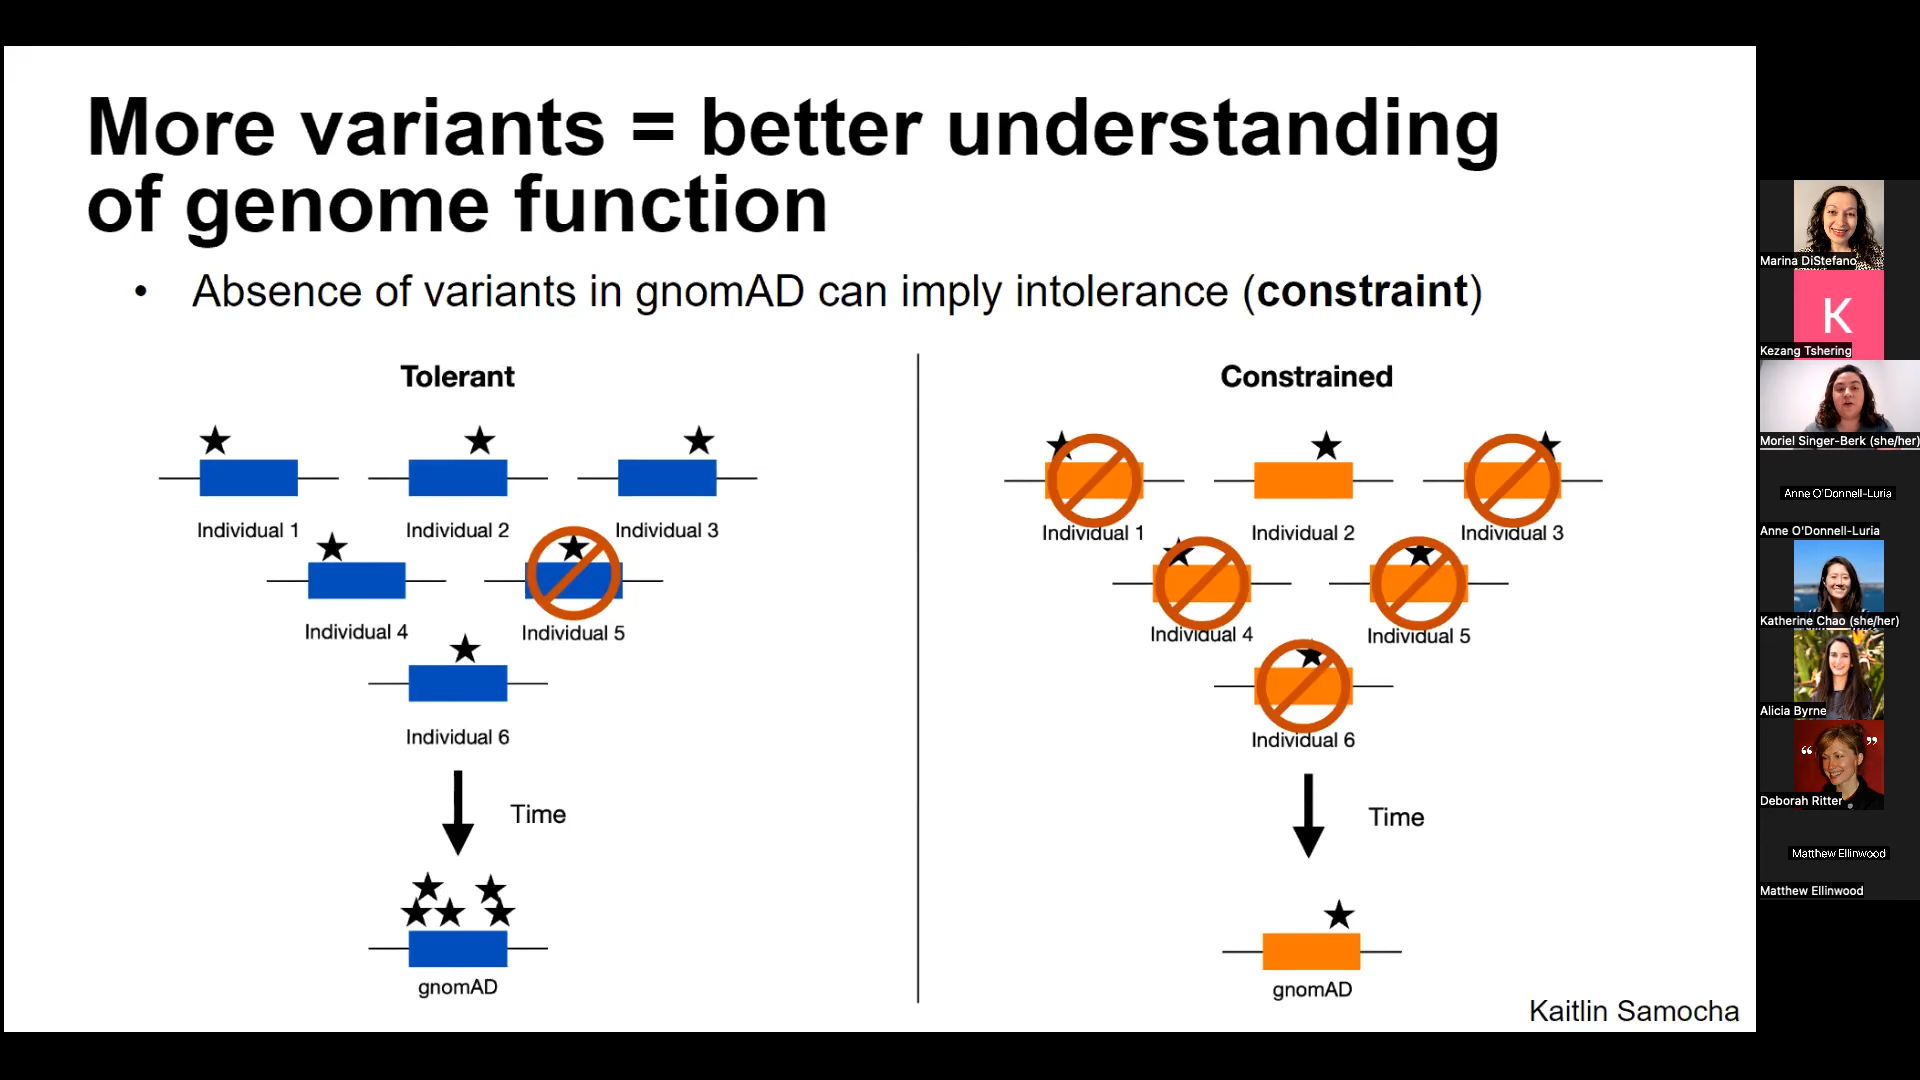 More variants = better understanding
of genome function
• Absence of variants in gnomAD can imply intolerance (constraint)
Tolerant
Individual 1
Individual 2
Individual 3
Individual 4
Individual 5
Individual 6
Time
gnomAD
Constrained
Individual 1
Individual 2
Individual 3
Individual 4
Individual 5
Individual 6
Time
gnomAD
Kaitlin Samocha
Marina DiStefano
K
Kezang Tshering
Moriel Singer-Berk (she/her)
Anne O'Donnell-Luria
Anne O'Donnell-Luria
Katherine Chao (she/her)
Alicia Byrne
“ ”
Deborah Ritter
Matthew Ellinwood
Matthew Ellinwood